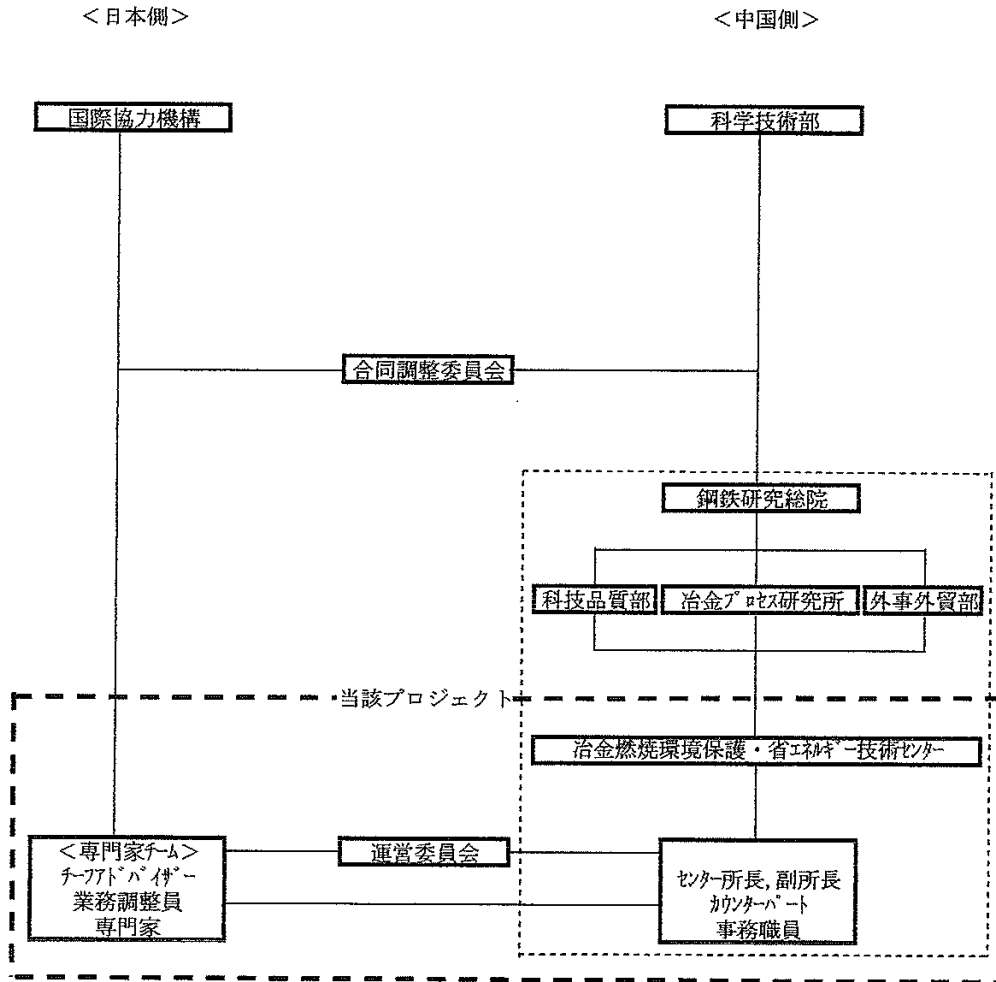 <日本側>
<中国側>
国際協力機構
科学技術部
合同調整委員会
鋼鉄研究総院
科技品質部
冶金プロセス研究所
外事外貿部
当該プロジェクト
冶金燃焼環境保護・省エネルギー技術センター
<専門家チーム>
チーフアドバイザー
業務調整員
専門家
運営委員会
センター所長,副所長
カウンターパート
事務職員